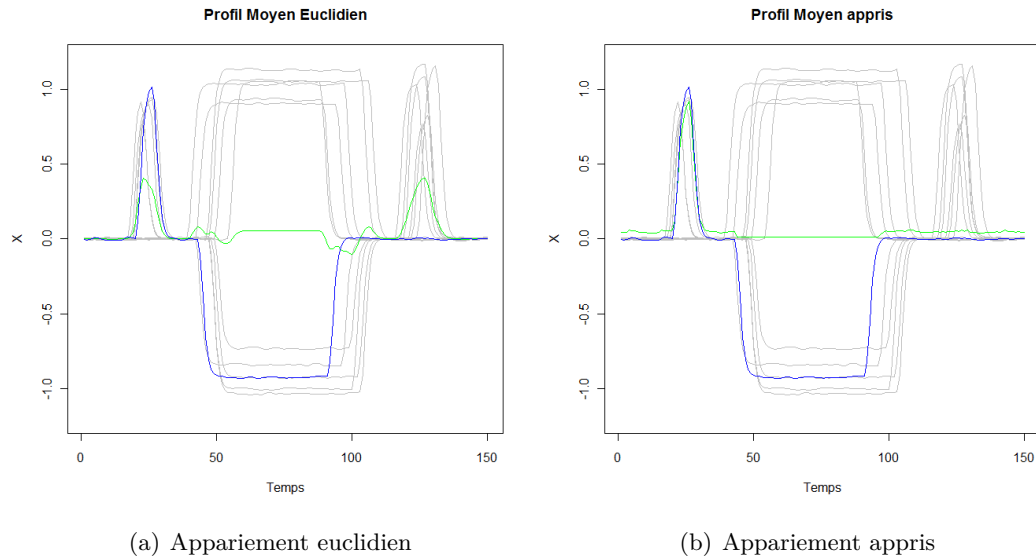 Profil Moyen Euclidien
X
1.0
0.5
0.0
-0.5
-1.0
0
50
100
150
Temps
(a) Appariement euclidien
Profil Moyen appris
X
1.0
0.5
0.0
-0.5
-1.0
0
50
100
150
Temps
(b) Appariement appris